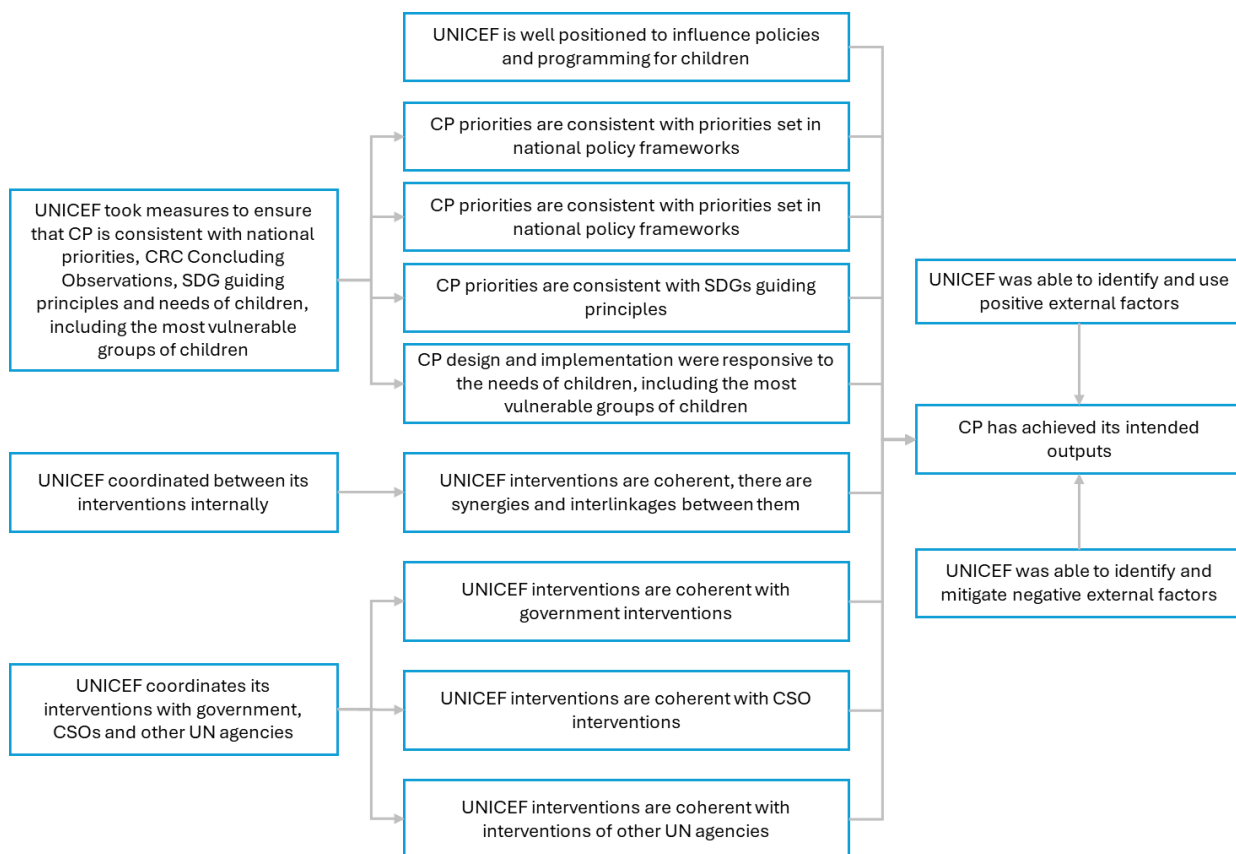 UNICEF is well positioned to influence policies
and programming for children
CP priorities are consistent with priorities set in
national policy frameworks
UNICEF took measures to ensure
that CP is consistent with national
priorities, CRC Concluding
Observations, SDG guiding
principles and needs of children,
including the most vulnerable
groups of children
CP priorities are consistent with priorities set in
national policy frameworks
CP priorities are consistent with SDGs guiding
principles
CP design and implementation were responsive to
the needs of children, including the most
vulnerable groups of children
UNICEF coordinated between its
interventions internally
UNICEF interventions are coherent, there are
synergies and interlinkages between them
UNICEF coordinates its
interventions with government,
CSOs and other UN agencies
UNICEF interventions are coherent with
government interventions
UNICEF interventions are coherent with CSO
interventions
UNICEF interventions are coherent with
interventions of other UN agencies
UNICEF was able to identify and use
positive external factors
CP has achieved its intended
outputs
UNICEF was able to identify and
mitigate negative external factors